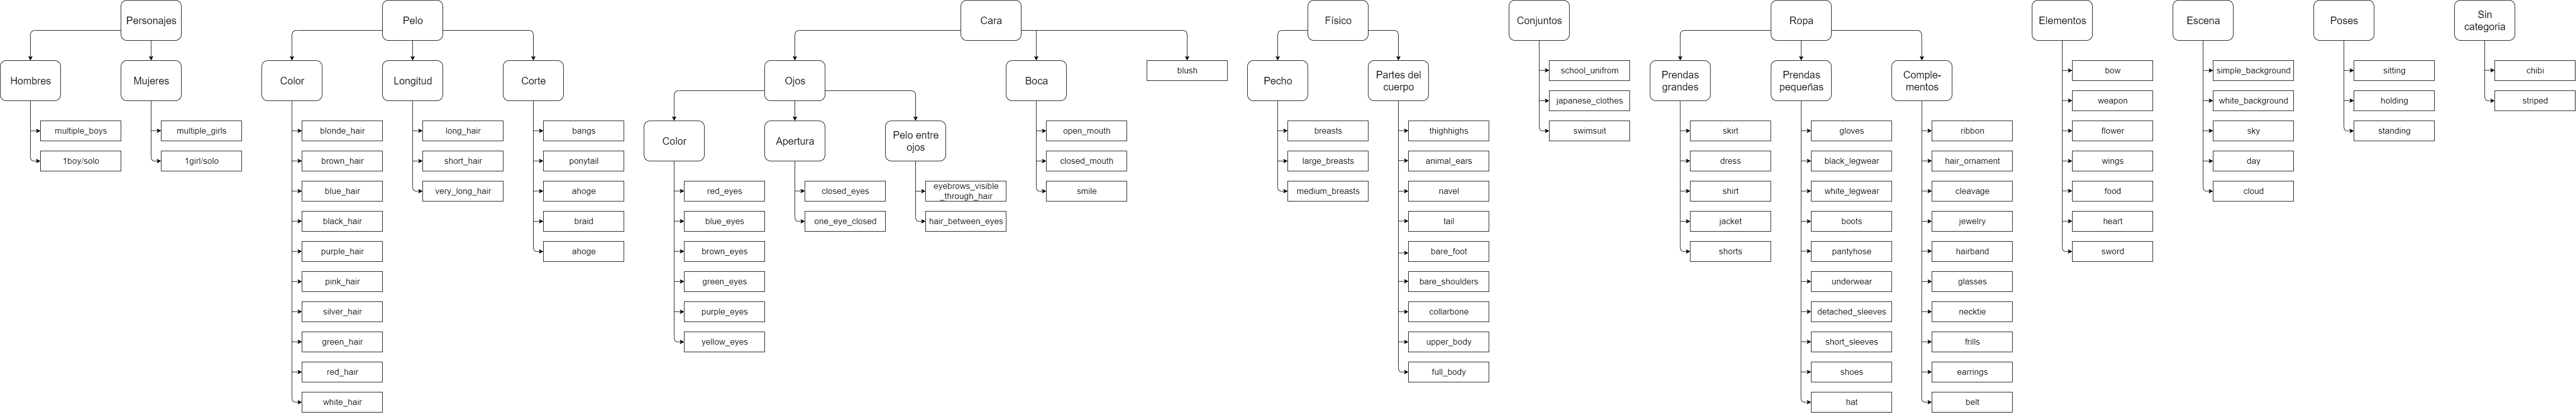 Personajes
Hombres
multiple_boys
1boy/solo
Mujeres
multiple_girls
1girl/solo
Pelo
Color
blonde_hair
brown_hair
blue_hair
black_hair
purple_hair
pink_hair
silver_hair
green_hair
red_hair
white_hair
Longitud
long_hair
short_hair
very_long_hair
Corte
bangs
ponytail
ahoge
braid
ahoge
Cara
Ojos
Color
red_eyes
blue_eyes
brown_eyes
green_eyes
purple_eyes
yellow_eyes
Apertura
closed_eyes
one_eye_closed
Pelo entre
ojos
eyebrows_visible
_through_hair
hair_between_eyes
Boca
open_mouth
closed_mouth
smile
blush
Físico
Pecho
breasts
large_breasts
medium_breasts
Partes del
cuerpo
thighhighs
animal_ears
navel
tail
bare_foot
bare_shoulders
collarbone
upper_body
full_body
Conjuntos
school_unifrom
japanese_clothes
swimsuit
Ropa
Prendas
grandes
skirt
dress
shirt
jacket
shorts
Prendas
pequeñas
gloves
black_legwear
white_legwear
boots
pantyhose
underwear
detached_sleeves
short_sleeves
shoes
hat
Comple-
mentos
ribbon
hair_ornament
cleavage
jewelry
hairband
glasses
necktie
frills
earrings
belt
Elementos
bow
weapon
flower
wings
food
heart
sword
Escena
simple_background
white_background
sky
day
cloud
Poses
sitting
holding
standing
Sin
categoria
chibi
striped